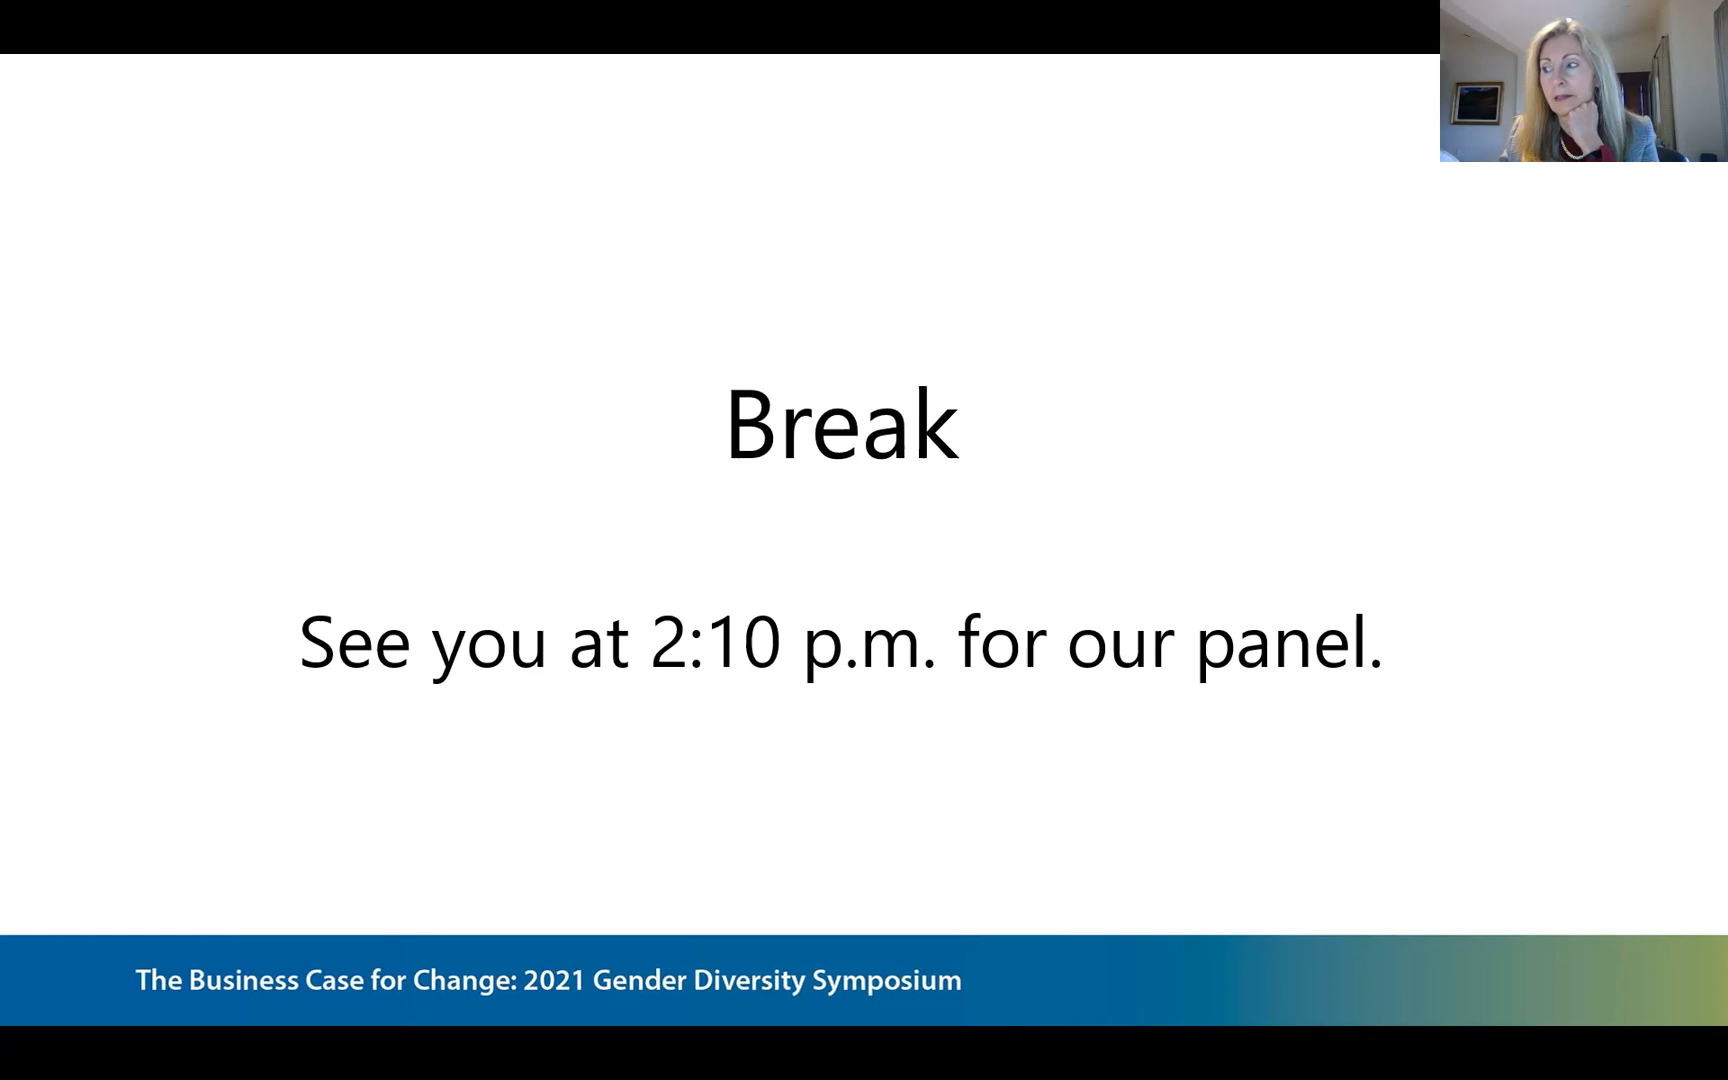 Break
See you at 2:10 p.m. for our panel.
The Business Case for Change: 2021 Gender Diversity Symposium